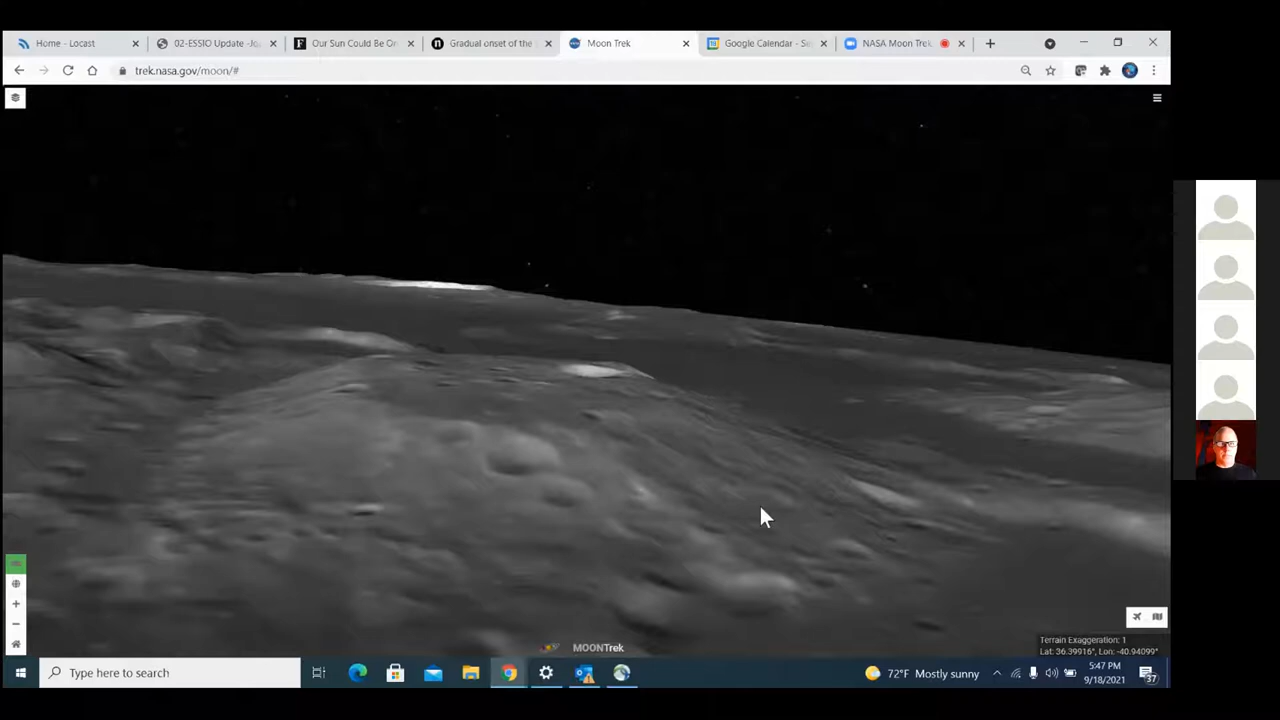 Home - Locast
02-ESSIO Update -Jo
Our Sun Could Be Or
Gradual onset of the
Moon Trek
Google Calendar - Se
NASA Moon Trek
trek.nasa.gov/moon/#
MOONTrek
Terrain Exaggeration: 1
Lat: 36.39916°, Lon: -40.94099°
Type here to search
72°F Mostly sunny
5:47 PM
9/18/2021
37